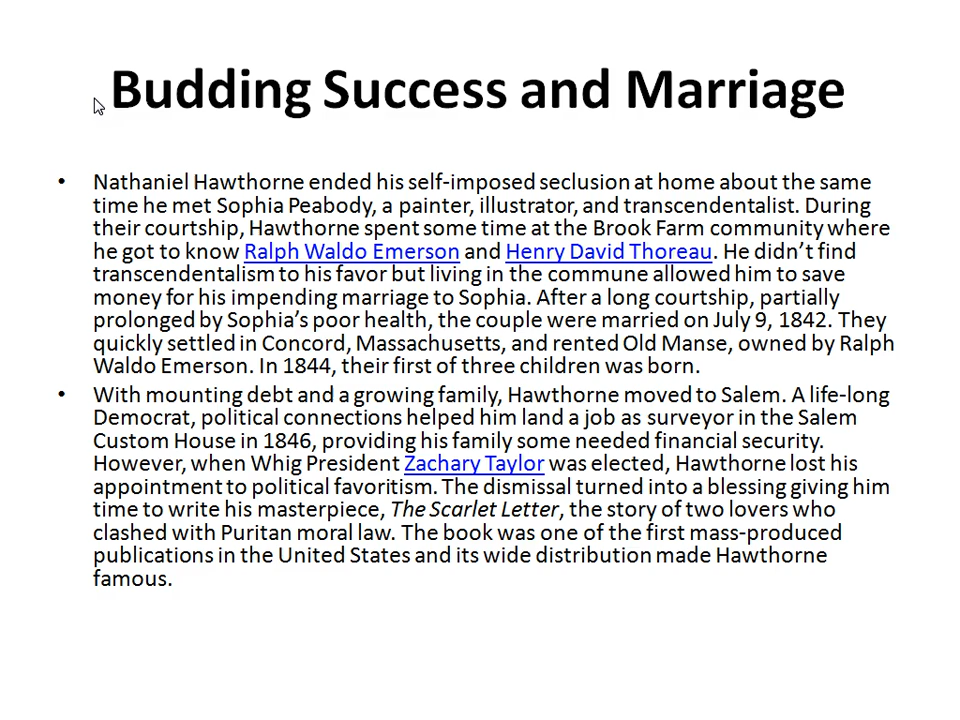 Budding Success and Marriage
• Nathaniel Hawthorne ended his self-imposed seclusion at home about the same
time he met Sophia Peabody, a painter, illustrator, and transcendentalist. During
their courtship, Hawthorne spent some time at the Brook Farm community where
he got to know Ralph Waldo Emerson and Henry David Thoreau. He didn’t find
transcendentalism to his favor but living in the commune allowed him to save
money for his impending marriage to Sophia. After a long courtship, partially
prolonged by Sophia’s poor health, the couple were married on July 9, 1842. They
quickly settled in Concord, Massachusetts, and rented Old Manse, owned by Ralph
Waldo Emerson. In 1844, their first of three children was born.
• With mounting debt and a growing family, Hawthorne moved to Salem. A life-long
Democrat, political connections helped him land a job as surveyor in the Salem
Custom House in 1846, providing his family some needed financial security.
However, when Whig President Zachary Taylor was elected, Hawthorne lost his
appointment to political favoritism. The dismissal turned into a blessing giving him
time to write his masterpiece, The Scarlet Letter, the story of two lovers who
clashed with Puritan moral law. The book was one of the first mass-produced
publications in the United States and its wide distribution made Hawthorne
famous.